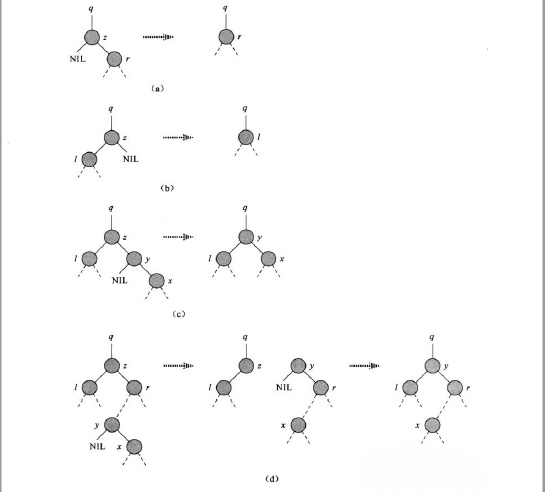 q q
z r
NIL r
(a)
q q
z l
l NIL
(b)
q q
z y
l y l x
NIL x
(c)
q q q
z z y y
l r l NIL r l r
y x x
NIL x
(d)